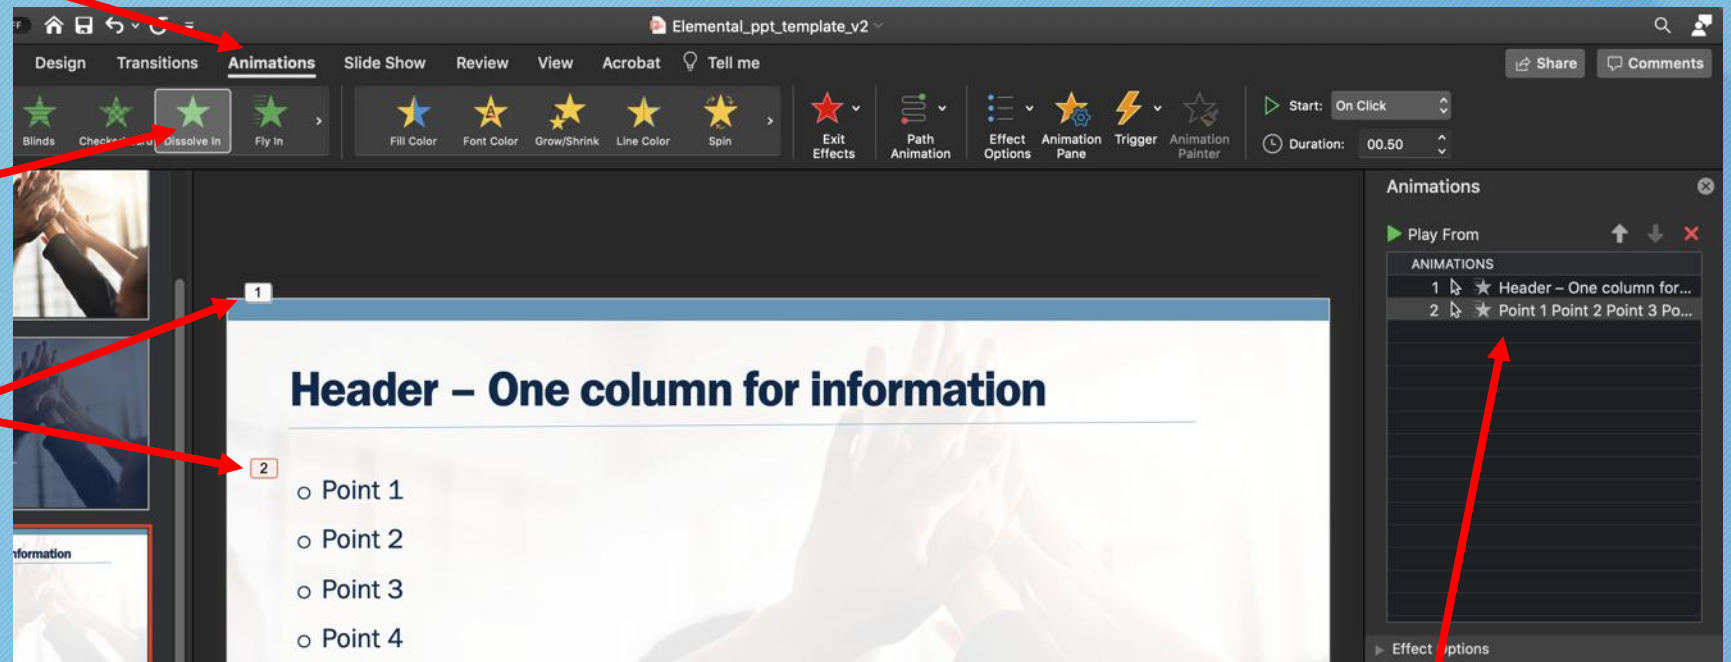 Elemental_ppt_template_v2
Design Transitions Animations Slide Show Review View Acrobat Tell me Share Comments
Blinds Dissolve In Fly In Fill Color Font Color Grow/Shrink Line Color Spin Exit Effects Path Animation Effect Options Animation Pane Trigger Animation Painter
Start: On Click
Duration: 00.50
Animations
Play From
ANIMATIONS
1 Header – One column for...
2 Point 1 Point 2 Point 3 Po...
1
Header – One column for information
2
o Point 1
o Point 2
o Point 3
o Point 4
Effect Options